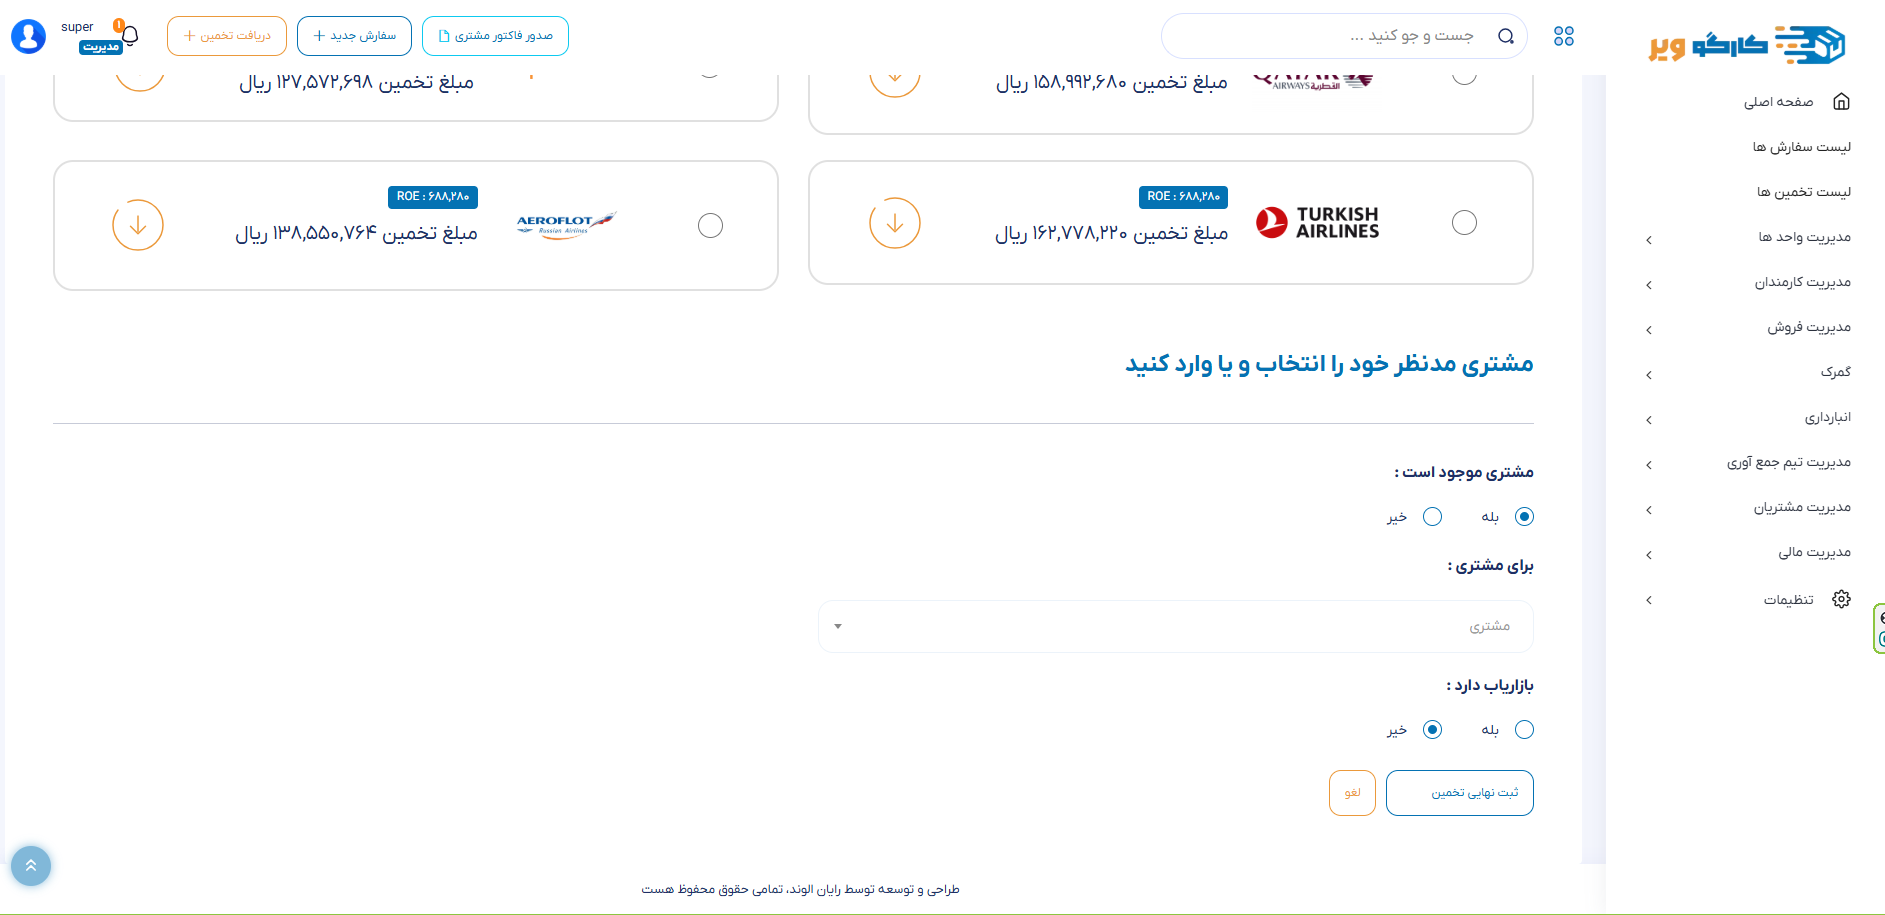 کارگو ویر
جست و جو کنید ...
صدور فاکتور مشتری
سفارش جدید +
دریافت تخمین +
super
مدیریت
!
صفحه اصلی
لیست سفارش ها
لیست تخمین ها
مدیریت واحد ها
مدیریت کارمندان
مدیریت فروش
گمرک
انبارداری
مدیریت تیم جمع آوری
مدیریت مشتریان
مدیریت مالی
تنظیمات
QATAR
AIRWAYS القطرية
مبلغ تخمین ۱۵۸,۹۹۲,۶۸۰ ریال
مبلغ تخمین ۱۲۷,۵۷۲,۶۹۸ ریال
TURKISH
AIRLINES
ROE : ۶۸۸,۲۸۰
مبلغ تخمین ۱۶۲,۷۷۸,۲۲۰ ریال
AEROFLOT
Russian Airlines
ROE : ۶۸۸,۲۸۰
مبلغ تخمین ۱۳۸,۵۵۰,۷۶۴ ریال
مشتری مدنظر خود را انتخاب و یا وارد کنید
مشتری موجود است :
بله
خیر
برای مشتری :
مشتری
بازاریاب دارد :
بله
خیر
ثبت نهایی تخمین
لغو
طراحی و توسعه توسط رایان الوند، تمامی حقوق محفوظ هست